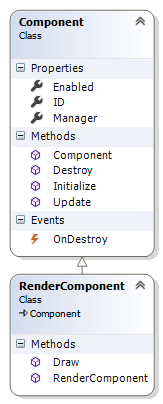 Component
Class
Properties
Enabled
ID
Manager
Methods
Component
Destroy
Initialize
Update
Events
OnDestroy
RenderComponent
Class
Component
Methods
Draw
RenderComponent